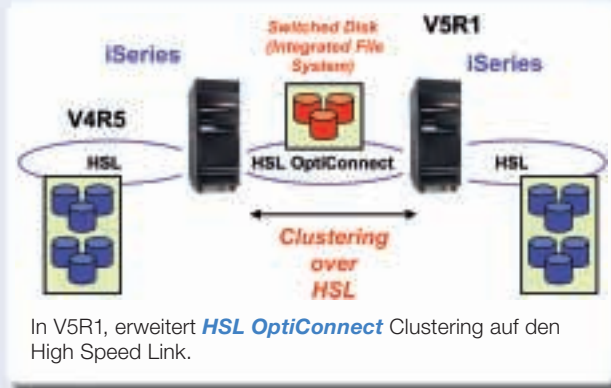 Switched Disk
(Integrated File
System)
V5R1
iSeries
iSeries
V4R5
HSL
HSL OptiConnect
HSL
Clustering
over
HSL
In V5R1, erweitert HSL OptiConnect Clustering auf den
High Speed Link.